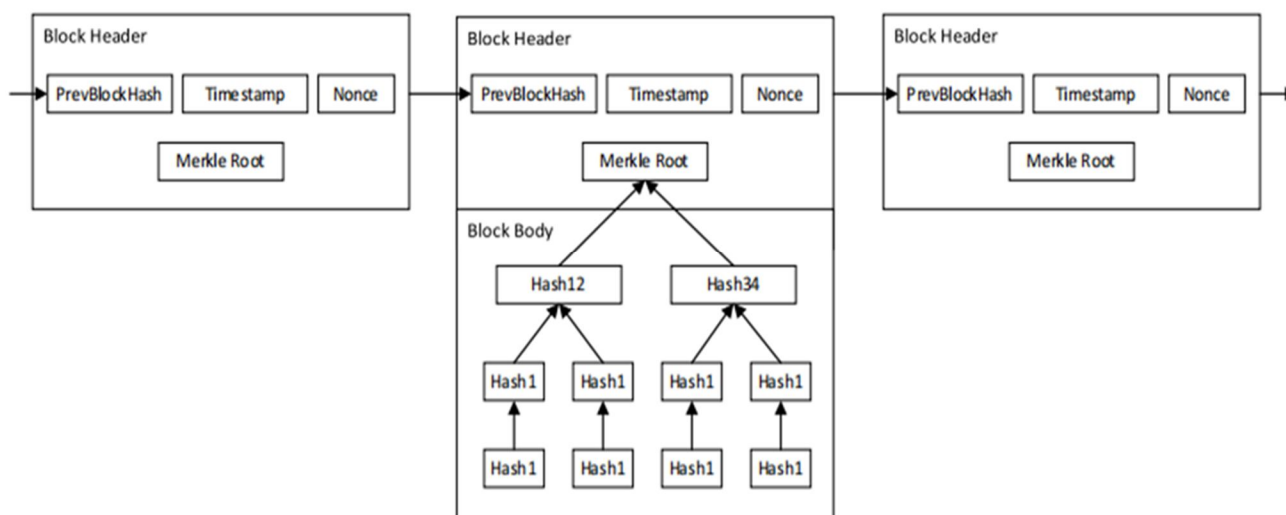 Block Header
PrevBlockHash Timestamp Nonce
Merkle Root
Block Header
PrevBlockHash Timestamp Nonce
Merkle Root
Block Body
Hash12 Hash34
Hash1 Hash1 Hash1 Hash1
Hash1 Hash1 Hash1 Hash1
Block Header
PrevBlockHash Timestamp Nonce
Merkle Root